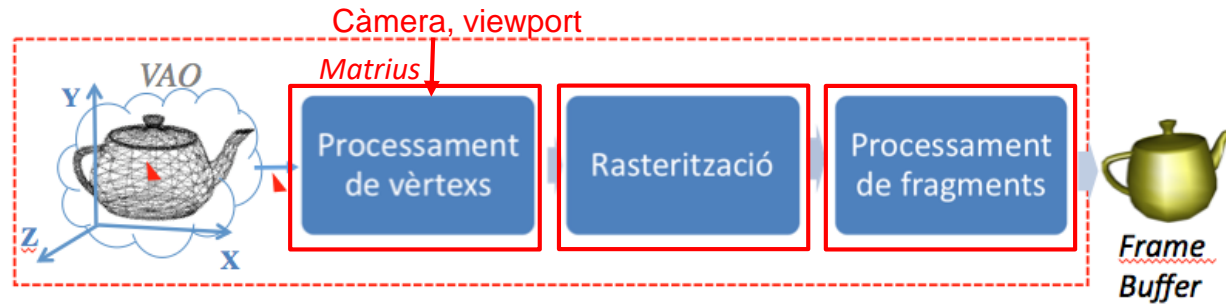 Càmera, viewport
Matrius
VAO
Y
Z
X
Processament
de vèrtexs
Rasterització
Processament
de fragments
Frame
Buffer